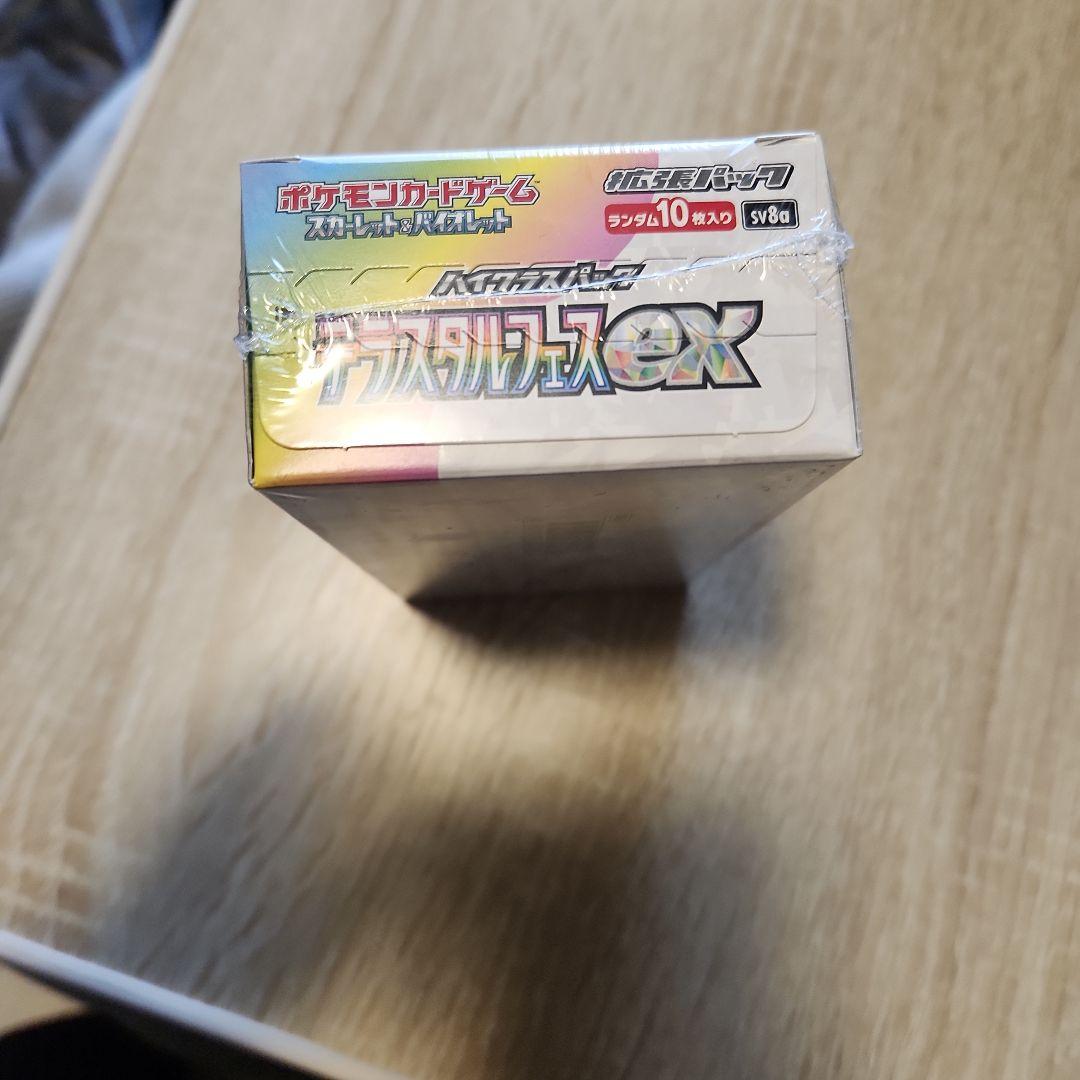 ポケモンカードゲーム
スカーレット&バイオレット
拡張パック
ランダム10枚入り sv8a
ハイクラスパック
テラスタルフェスex